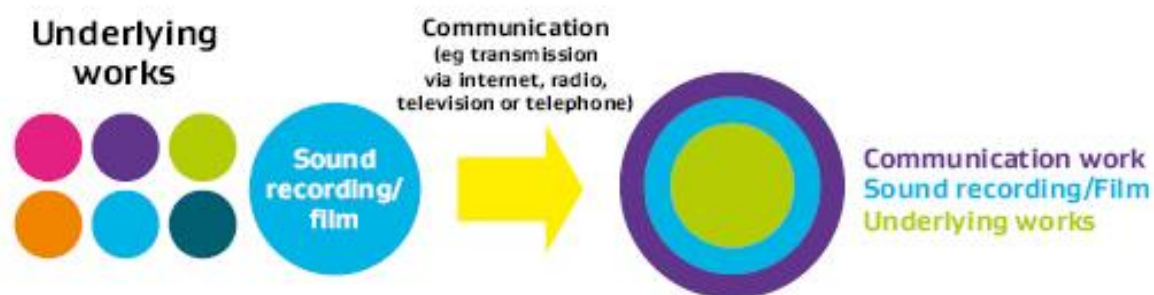 Underlying
works
Communication
(eg transmission
via internet, radio,
television or telephone)
Sound
recording/
film
Communication work
Sound recording/Film
Underlying works